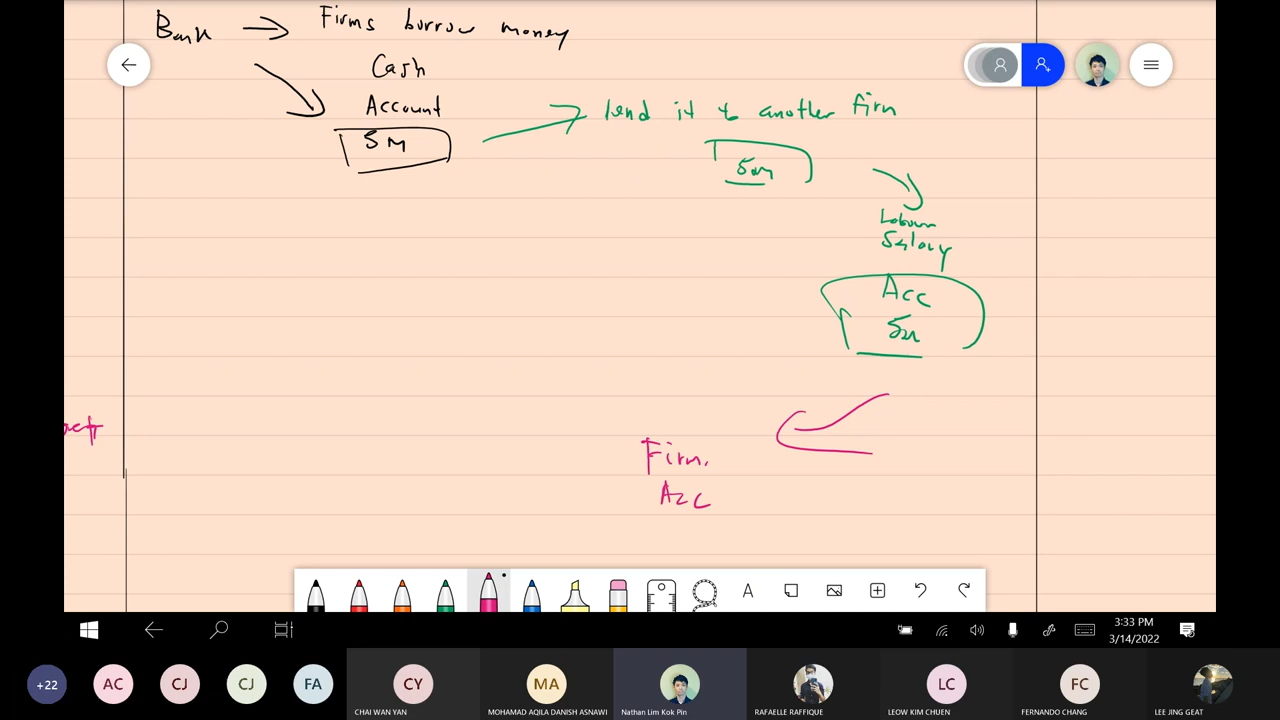 Bank → Firms borrow money
Cash
Account
5M
lend it to another firm
5m
Labour
Salary
Acc
5m
Firm.
Acc
A
3:33 PM
3/14/2022
+22
AC
CJ
CJ
FA
CY
CHAI WAN YAN
MA
MOHAMAD AQILA DANISH ASNAWI
Nathan Lim Kok Pin
RAFAELLE RAFFIQUE
LC
LEOW KIM CHUEN
FC
FERNANDO CHANG
LEE JING GEAT